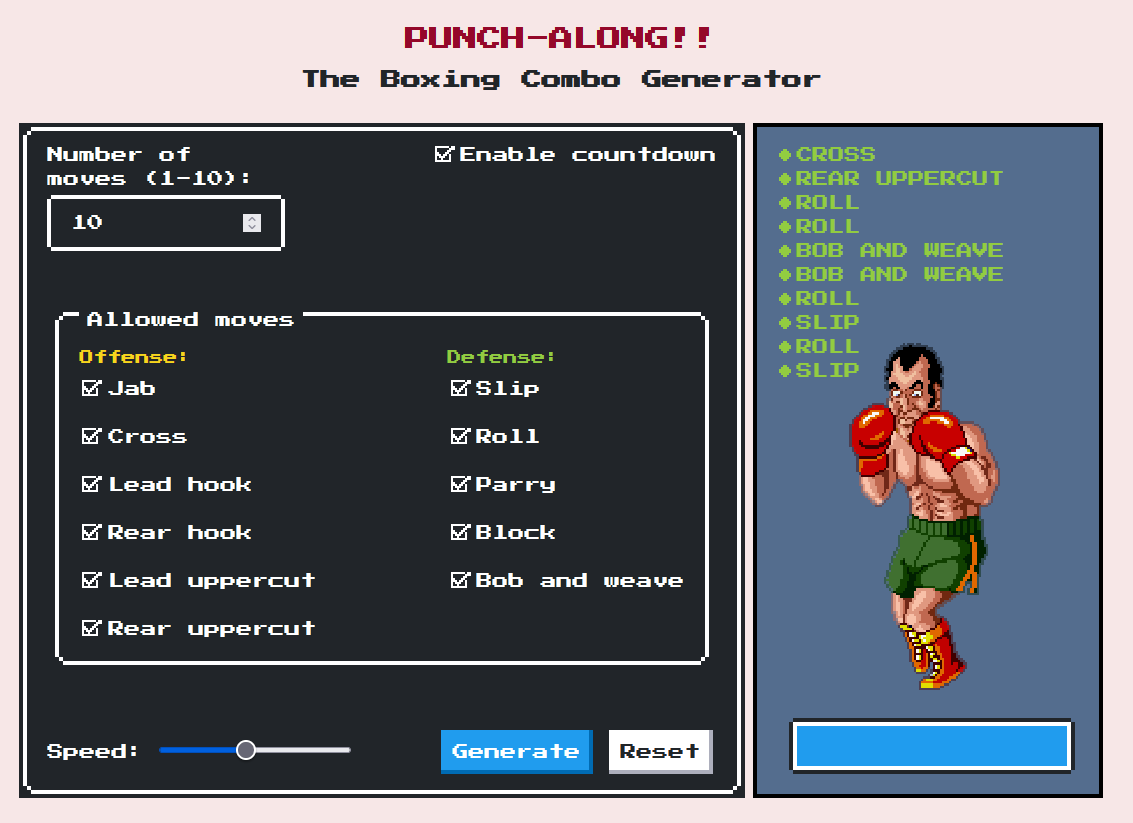 PUNCH-ALONG!!
The Boxing Combo Generator
Number of
moves (1-10):
10
Enable countdown
Allowed moves
Offense:
Jab
Cross
Lead hook
Rear hook
Lead uppercut
Rear uppercut
Defense:
Slip
Roll
Parry
Block
Bob and weave
Speed:
Generate
Reset
CROSS
REAR UPPERCUT
ROLL
ROLL
BOB AND WEAVE
BOB AND WEAVE
ROLL
SLIP
ROLL
SLIP